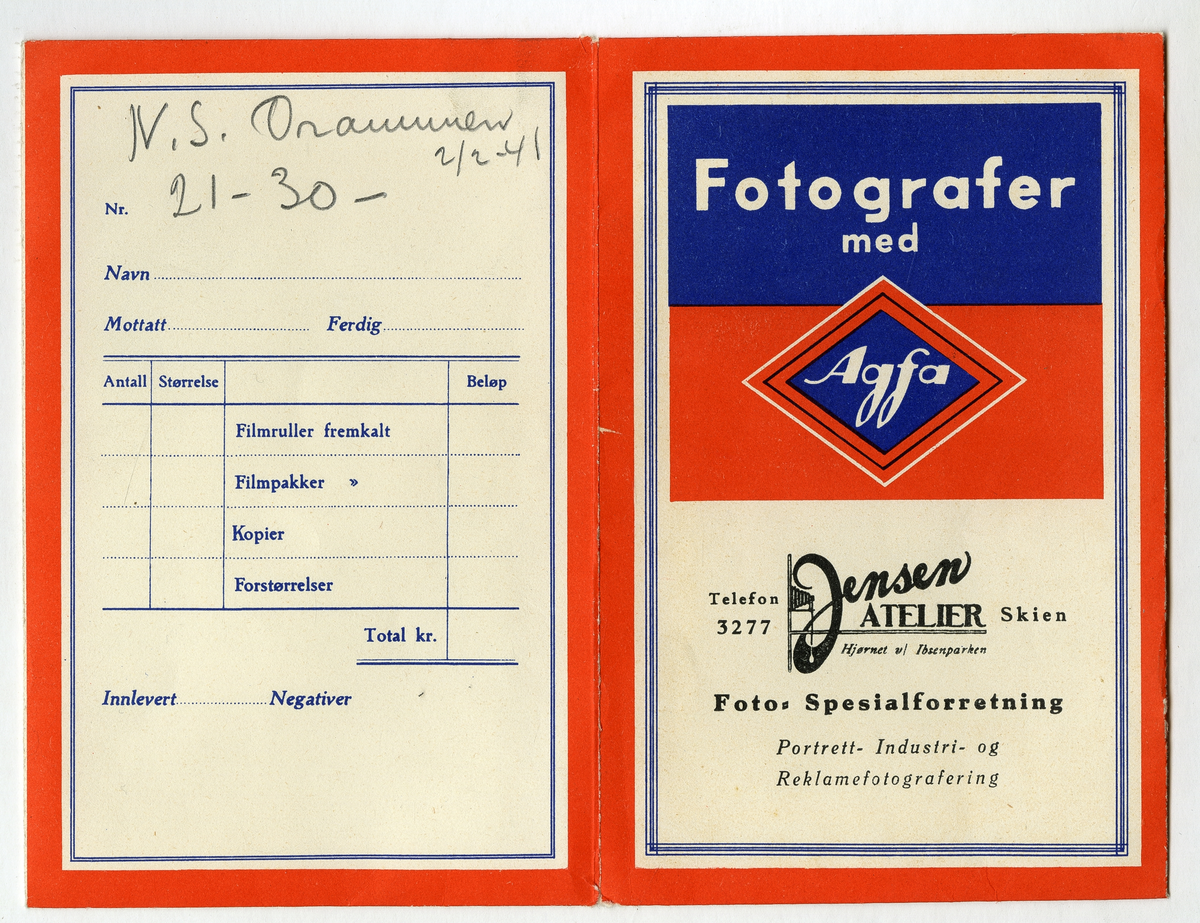 N.S. Drammen
2/2-41
Nr. 21-30-
Navn
Mottatt Ferdig
Antall Størrelse Beløp
Filmruller fremkalt
Filmpakker »
Kopier
Forstørrelser
Total kr.
Innlevert Negativer
Fotografer
med
Agfa
Telefon
3277
Jensen
ATELIER Skien
Hjørnet v/ Ibsenparken
Foto- Spesialforretning
Portrett- Industri- og
Reklamefotografering